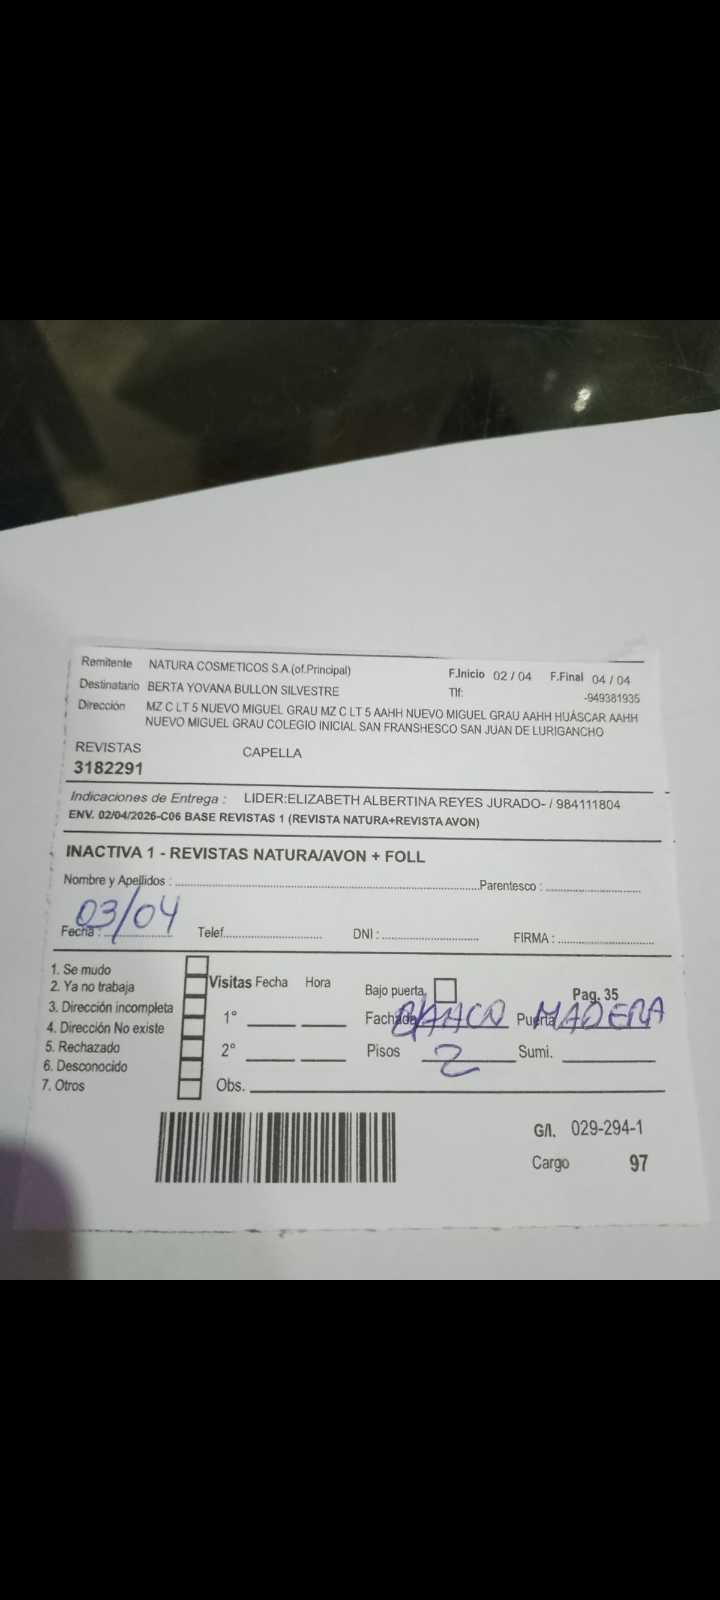 Remitente NATURA COSMETICOS S.A.(of.Principal) F.Inicio 02 / 04 F.Final 04 / 04
Destinatario BERTA YOVANA BULLON SILVESTRE Tlf: -949381935
Dirección MZ C LT 5 NUEVO MIGUEL GRAU MZ C LT 5 AAHH NUEVO MIGUEL GRAU AAHH HUÁSCAR AAHH
NUEVO MIGUEL GRAU COLEGIO INICIAL SAN FRANSHESCO SAN JUAN DE LURIGANCHO
REVISTAS CAPELLA
3182291
Indicaciones de Entrega : LIDER:ELIZABETH ALBERTINA REYES JURADO- / 984111804
ENV. 02/04/2026-C06 BASE REVISTAS 1 (REVISTA NATURA+REVISTA AVON)
INACTIVA 1 - REVISTAS NATURA/AVON + FOLL
Nombre y Apellidos : Parentesco :
Fecha : 03/04 Telef. DNI : FIRMA :
1. Se mudo
2. Ya no trabaja
3. Dirección incompleta
4. Dirección No existe
5. Rechazado
6. Desconocido
7. Otros
Visitas Fecha Hora
1°
2°
Obs.
Bajo puerta. Pag. 35
Fachada BLANCO Puerta MADERA
Pisos 2 Sumi.
G/I. 029-294-1
Cargo 97